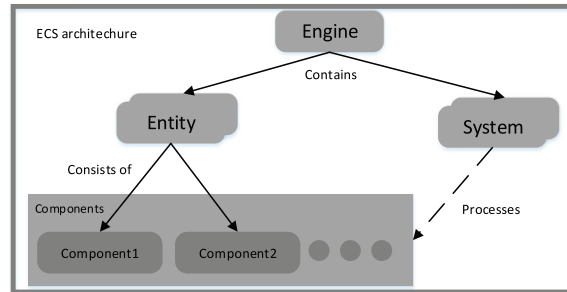 ECS architechure
Engine
Contains
Entity
System
Consists of
Components
Processes
Component1
Component2